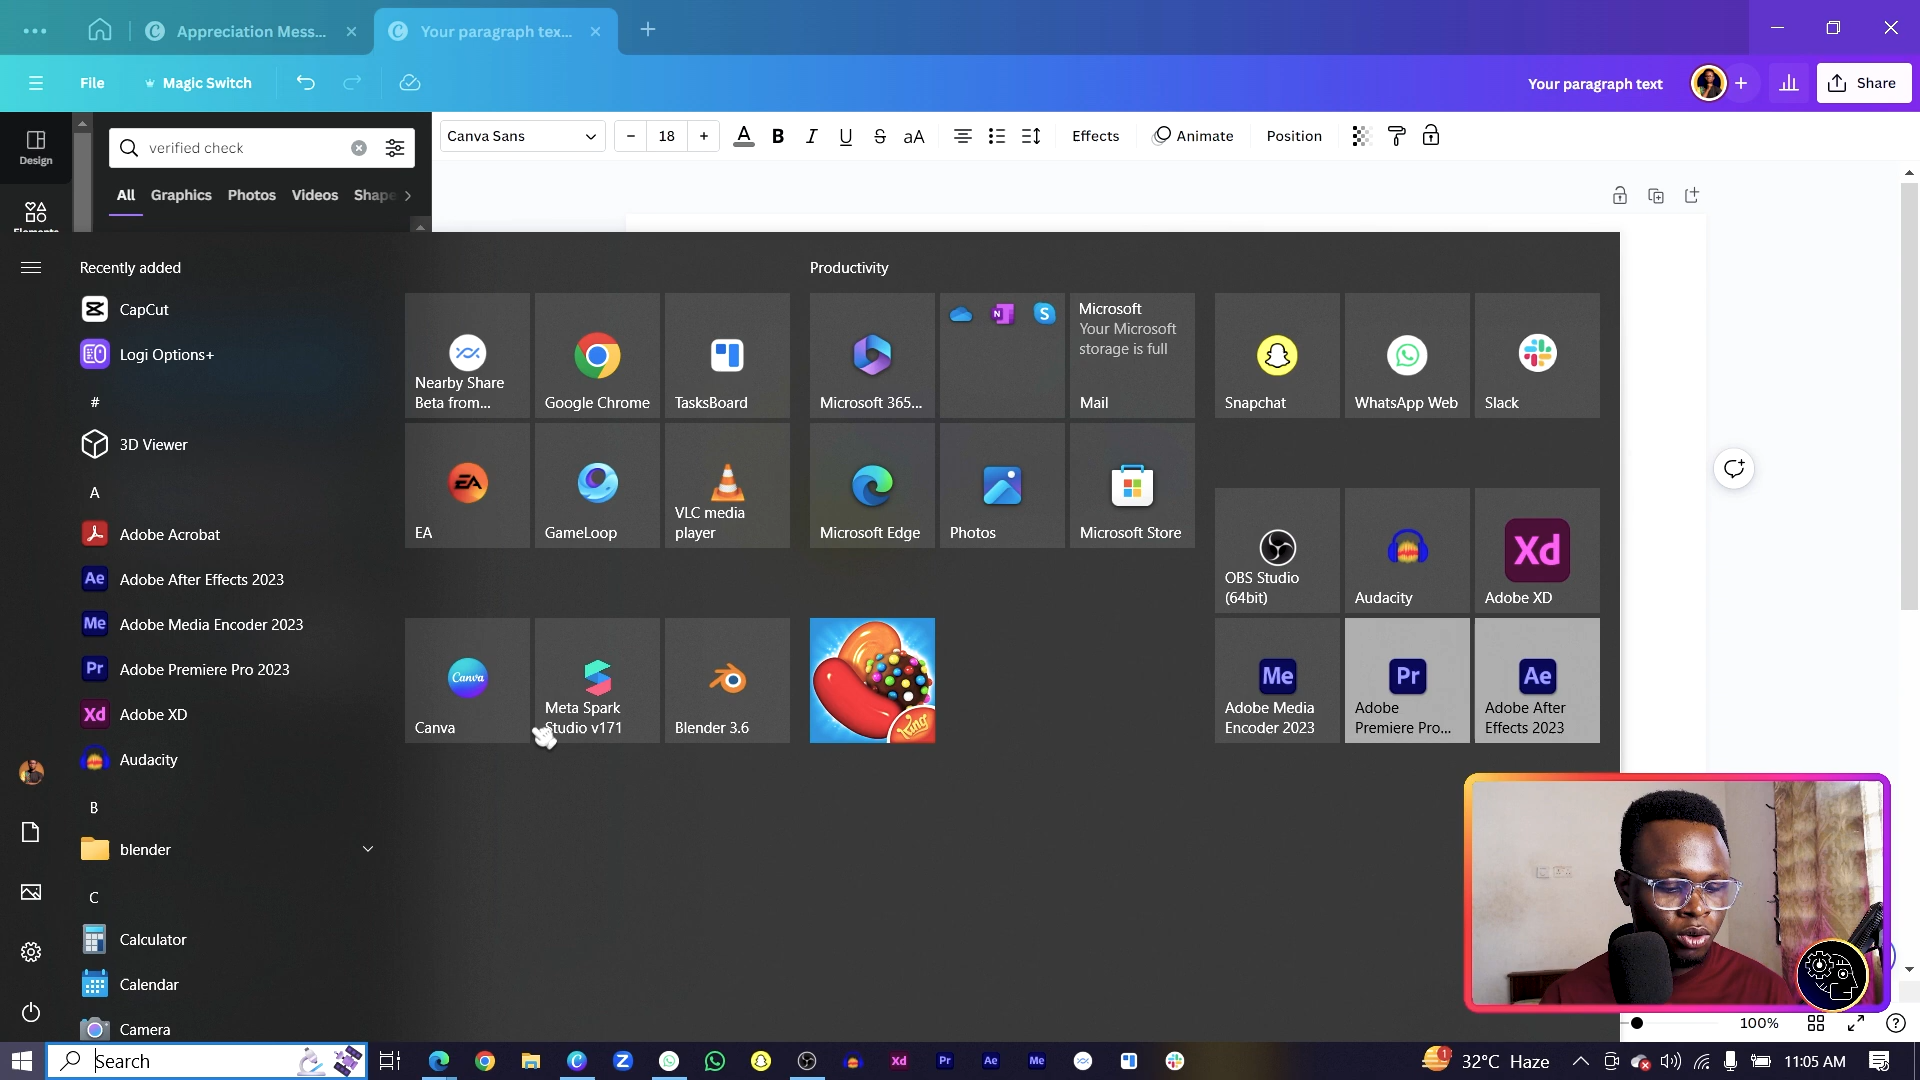 Appreciation Mess...
Your paragraph tex...
File
Magic Switch
Your paragraph text
Share
Design
verified check
Canva Sans
18
aA
Effects
Animate
Position
All
Graphics
Photos
Videos
Shape
Elements
Recently added
Productivity
CapCut
Logi Options+
#
3D Viewer
A
Adobe Acrobat
Adobe After Effects 2023
Adobe Media Encoder 2023
Adobe Premiere Pro 2023
Adobe XD
Audacity
B
blender
C
Calculator
Calendar
Camera
Nearby Share
Beta from...
Google Chrome
TasksBoard
Microsoft 365...
Microsoft
Your Microsoft
storage is full
Mail
Snapchat
WhatsApp Web
Slack
EA
GameLoop
VLC media
player
Microsoft Edge
Photos
Microsoft Store
OBS Studio
(64bit)
Audacity
Adobe XD
Canva
Meta Spark
Studio v171
Blender 3.6
King
Adobe Media
Encoder 2023
Adobe
Premiere Pro...
Adobe After
Effects 2023
100%
Search
32°C Haze
11:05 AM